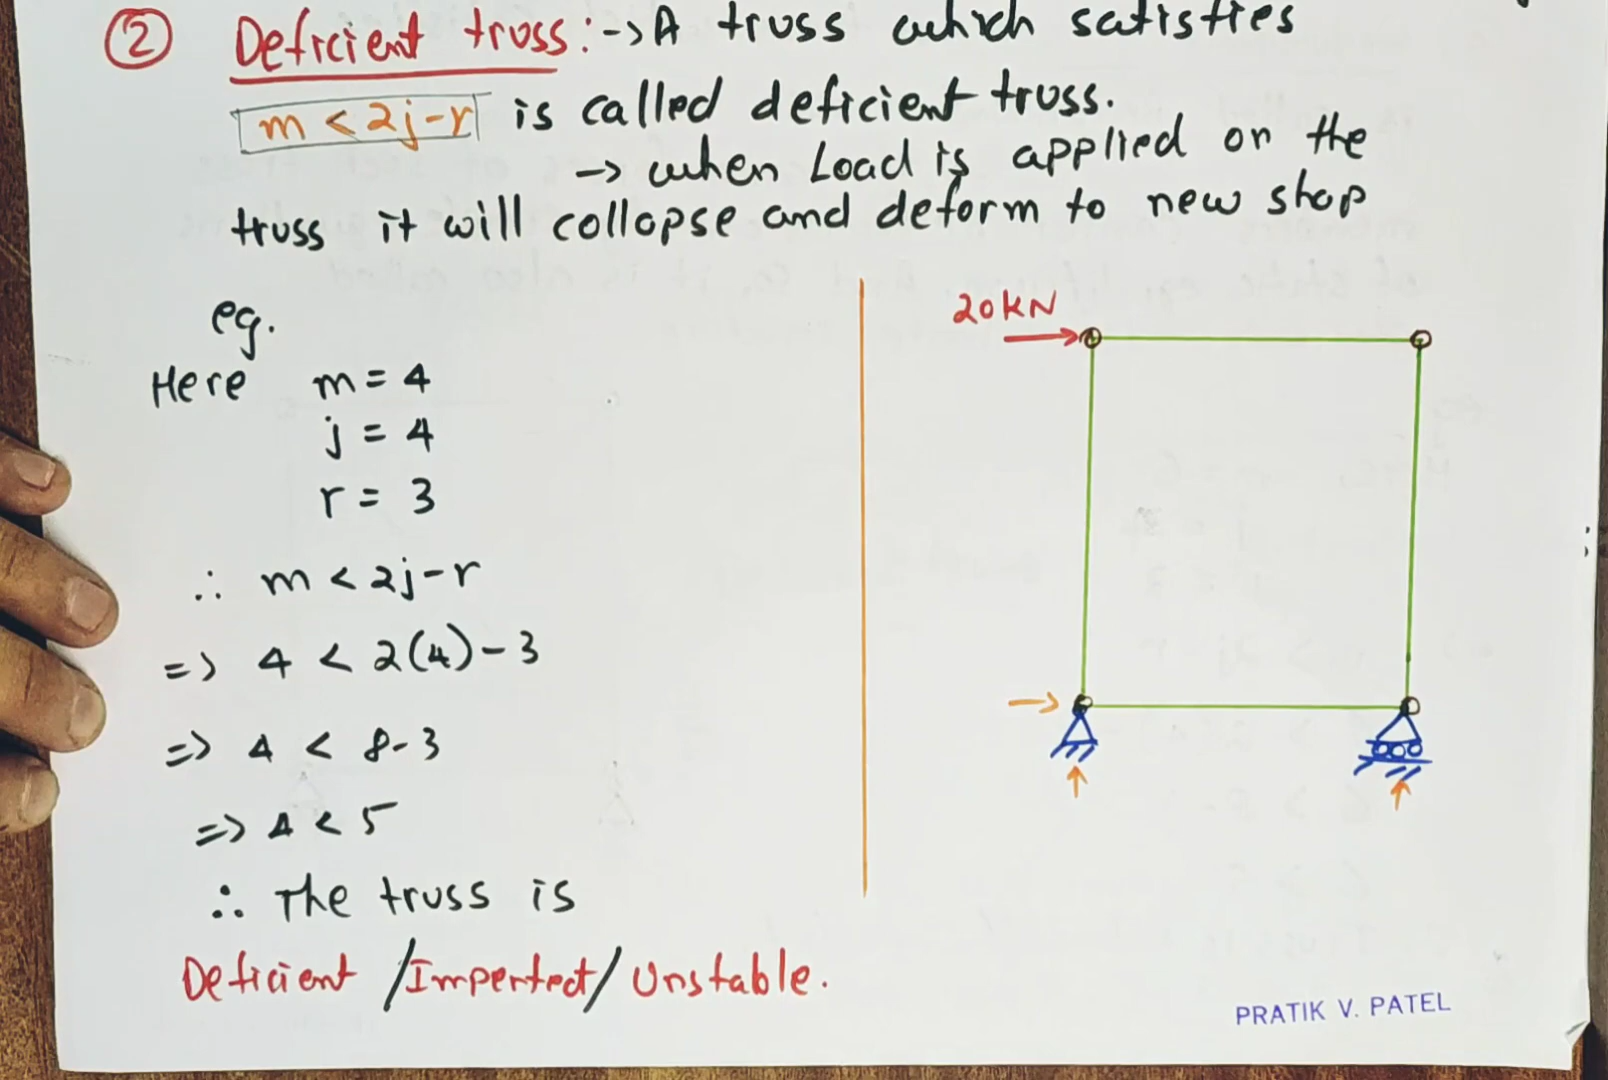 ② Deficient truss:-> A truss which satisfies
m < 2j-r is called deficient truss.
-> when Load is applied on the
truss it will collapse and deform to new shap
eg.
Here m = 4
j = 4
r = 3
∴ m < 2j-r
=> 4 < 2(4)-3
=> 4 < 8-3
=> 4 < 5
∴ The truss is
Deficient /Imperfect/ Unstable.
20KN
PRATIK V. PATEL